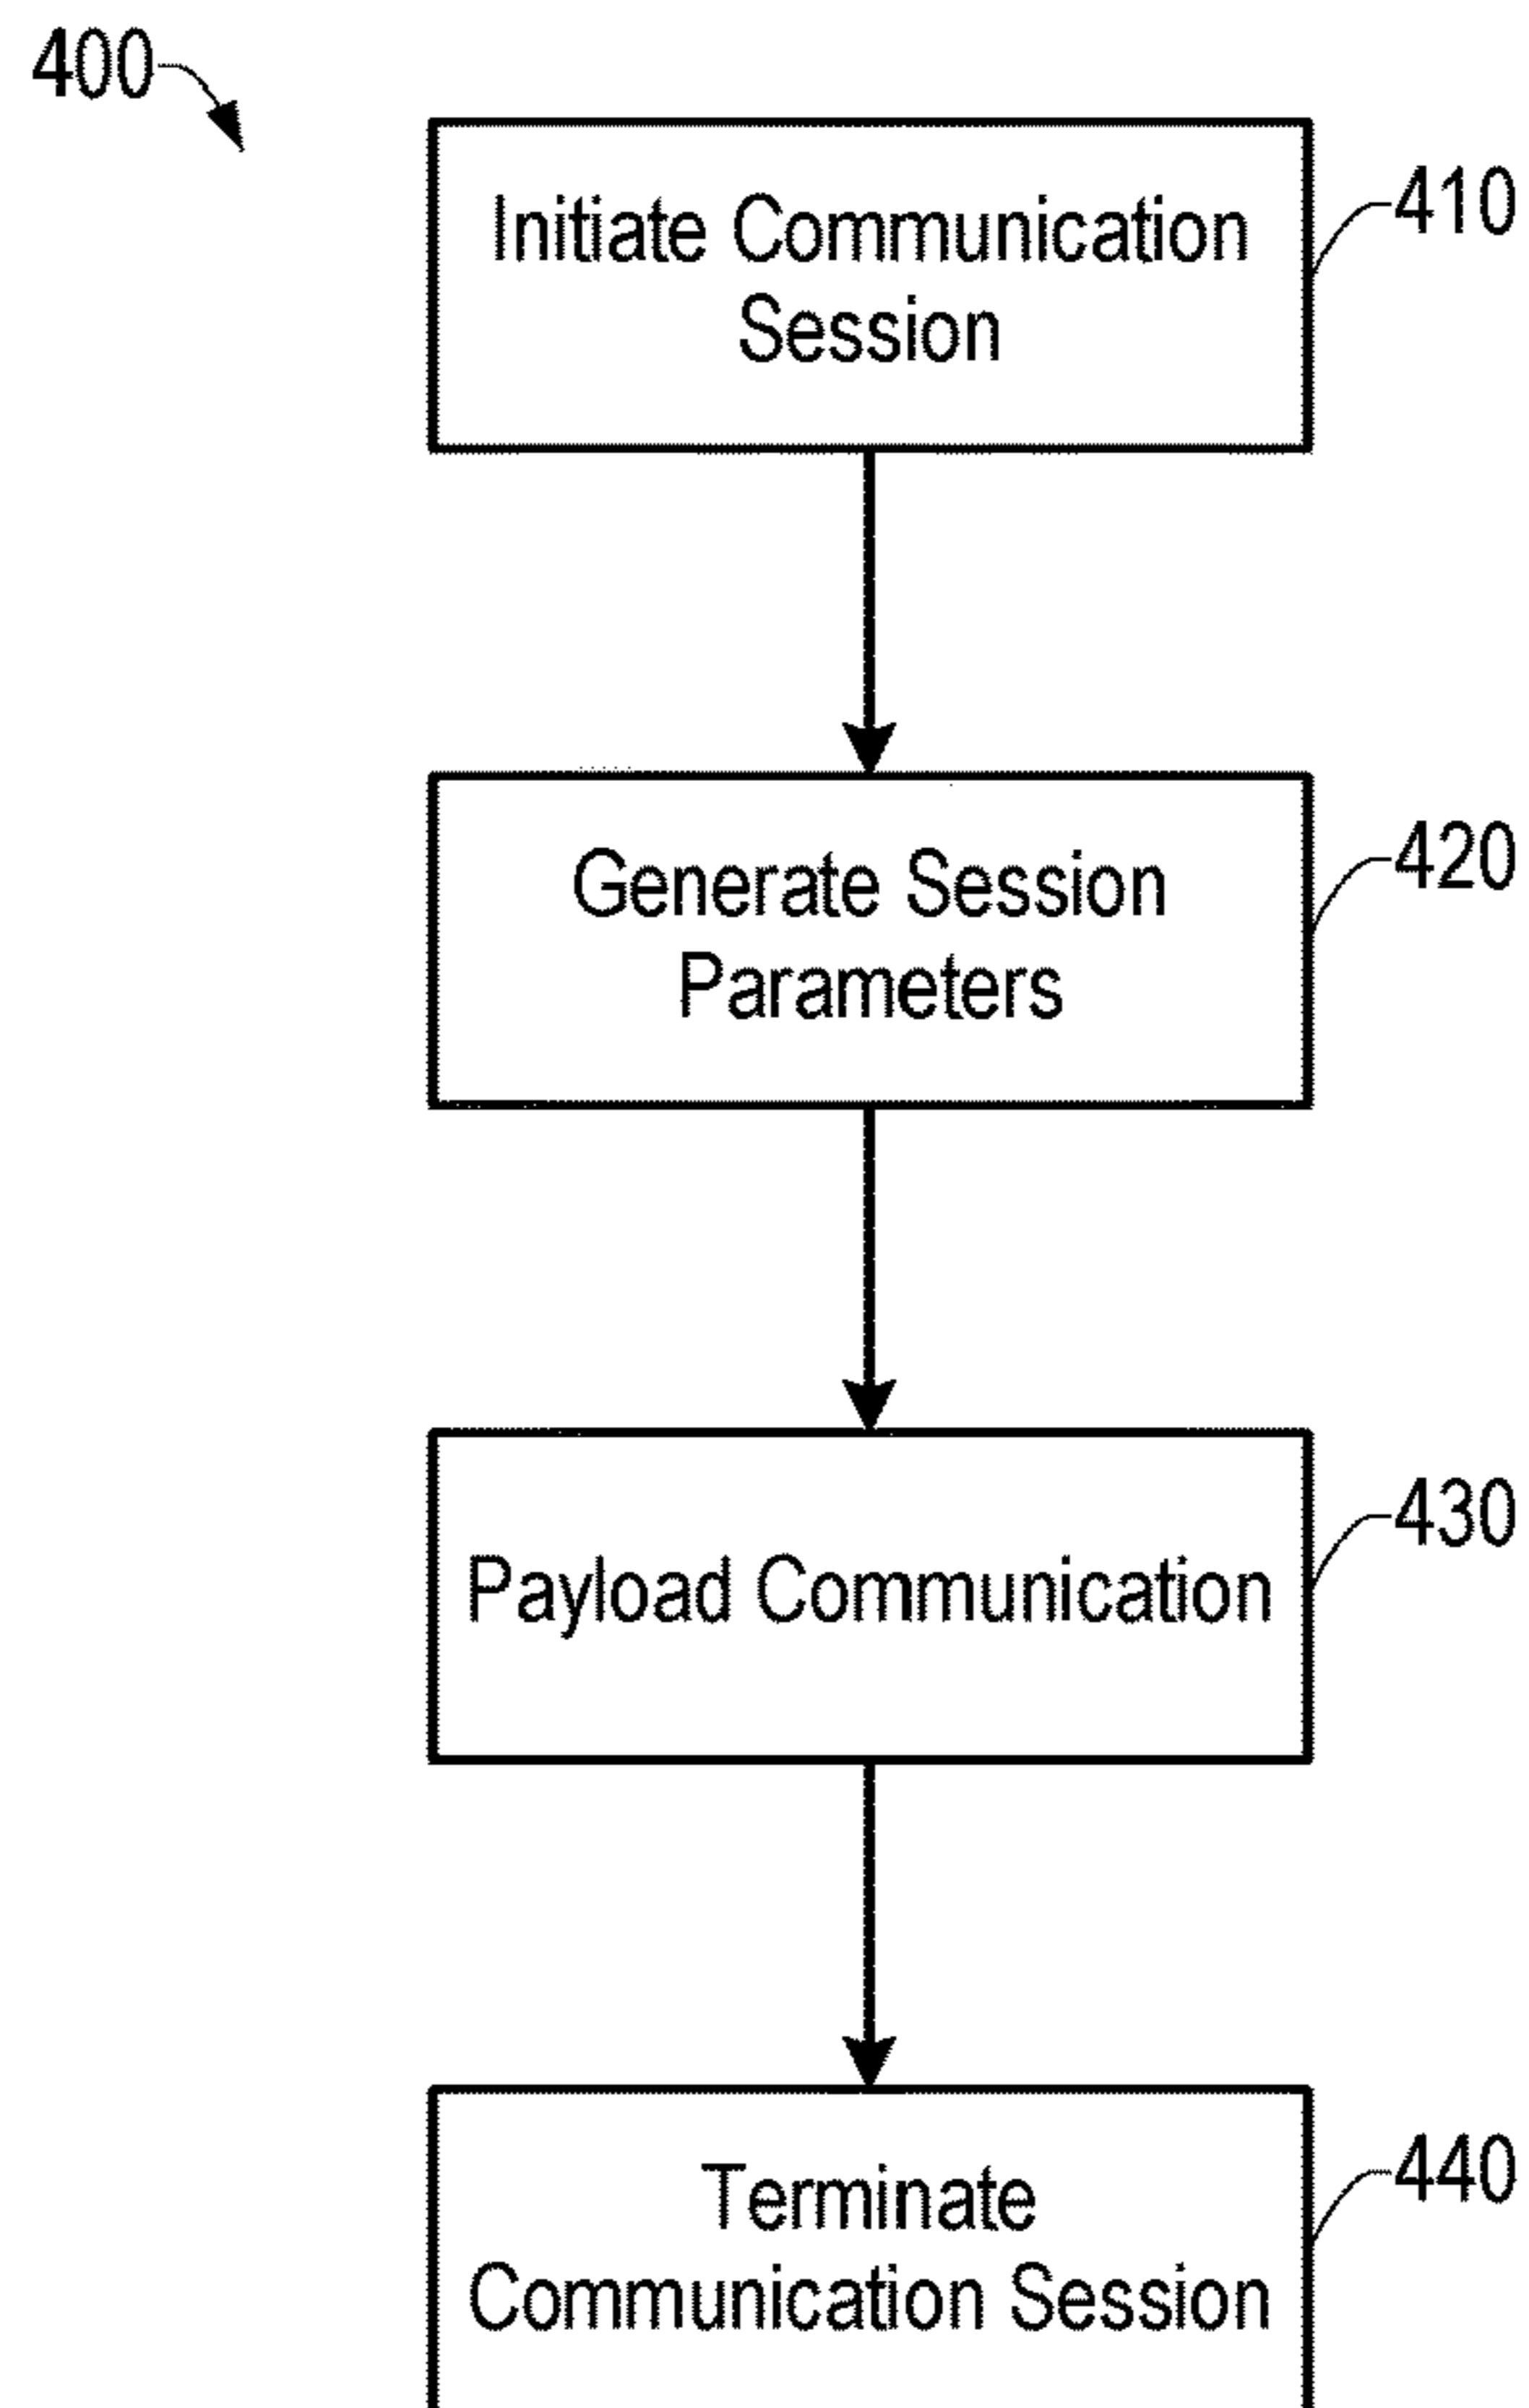 400
Initiate Communication
Session
410
Generate Session
Parameters
420
Payload Communication
430
Terminate
Communication Session
440